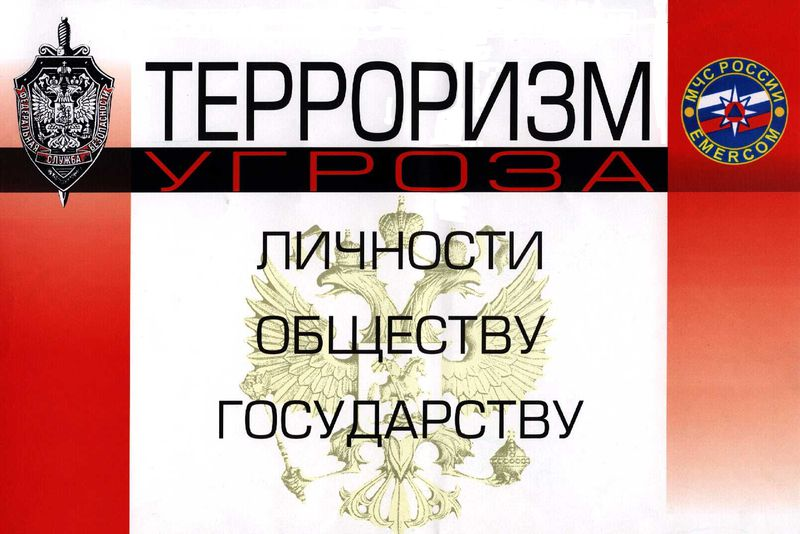 ТЕРРОРИЗМ
УГРОЗА
ЛИЧНОСТИ
ОБЩЕСТВУ
ГОСУДАРСТВУ
ФЕДЕРАЛЬНАЯ
СЛУЖБА
БЕЗОПАСНОСТИ
МЧС РОССИИ
EMERCOM